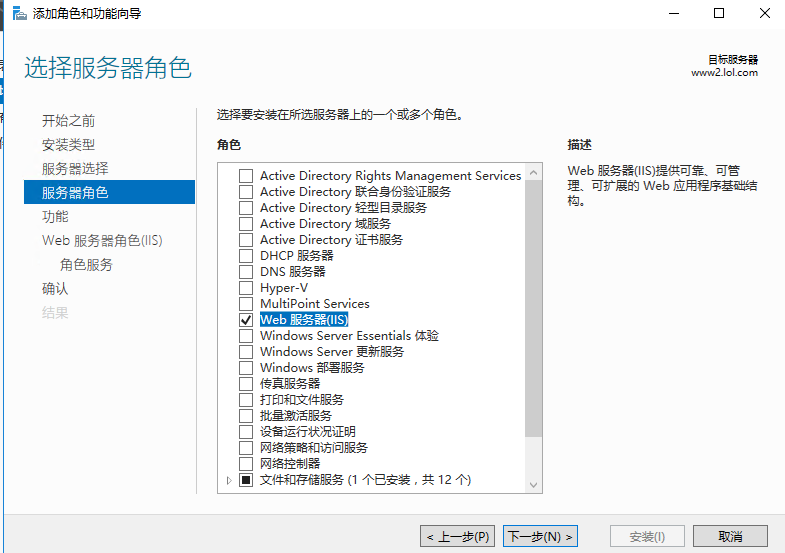 添加角色和功能向导
选择服务器角色
目标服务器
www2.lol.com
开始之前
安装类型
服务器选择
服务器角色
功能
Web 服务器角色(IIS)
角色服务
确认
结果
选择要安装在所选服务器上的一个或多个角色。
角色
Active Directory Rights Management Services
Active Directory 联合身份验证服务
Active Directory 轻型目录服务
Active Directory 域服务
Active Directory 证书服务
DHCP 服务器
DNS 服务器
Hyper-V
MultiPoint Services
Web 服务器(IIS)
Windows Server Essentials 体验
Windows Server 更新服务
Windows 部署服务
传真服务器
打印和文件服务
批量激活服务
设备运行状况证明
网络策略和访问服务
网络控制器
文件和存储服务 (1 个已安装，共 12 个)
描述
Web 服务器(IIS)提供可靠、可管
理、可扩展的 Web 应用程序基础结
构。
< 上一步(P)
下一步(N) >
安装(I)
取消